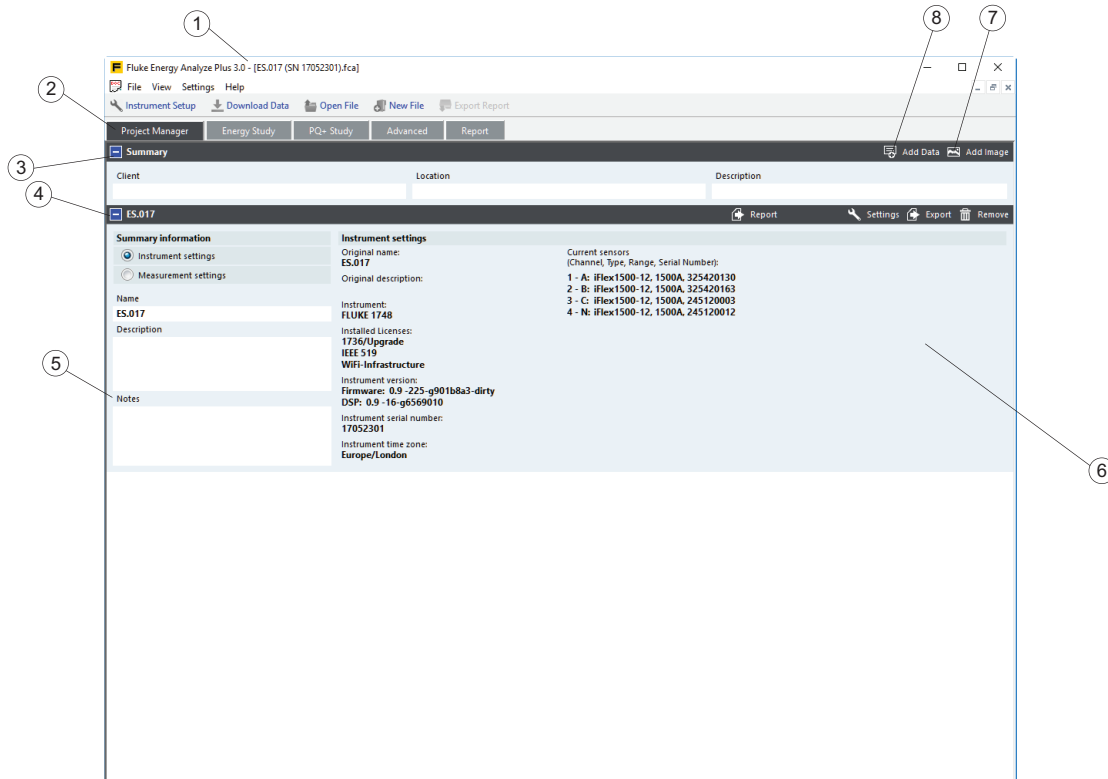 1
8
7
Fluke Energy Analyze Plus 3.0 - [ES.017 (SN 17052301).fca]
2
File View Settings Help
Instrument Setup Download Data Open File New File Export Report
Project Manager Energy Study PQ+ Study Advanced Report
3
Summary Add Data Add Image
Client Location Description
4
ES.017 Report Settings Export Remove
Summary information
Instrument settings
Measurement settings
Name
ES.017
Description
5
Notes
Instrument settings
Original name:
ES.017
Original description:
Instrument:
FLUKE 1748
Installed Licenses:
1736/Upgrade
IEEE 519
WiFi-Infrastructure
Instrument version:
Firmware: 0.9 -225-g901b8a3-dirty
DSP: 0.9 -16-g6569010
Instrument serial number:
17052301
Instrument time zone:
Europe/London
Current sensors
(Channel, Type, Range, Serial Number):
1 - A: iFlex1500-12, 1500A, 325420130
2 - B: iFlex1500-12, 1500A, 325420163
3 - C: iFlex1500-12, 1500A, 245120003
4 - N: iFlex1500-12, 1500A, 245120012
6